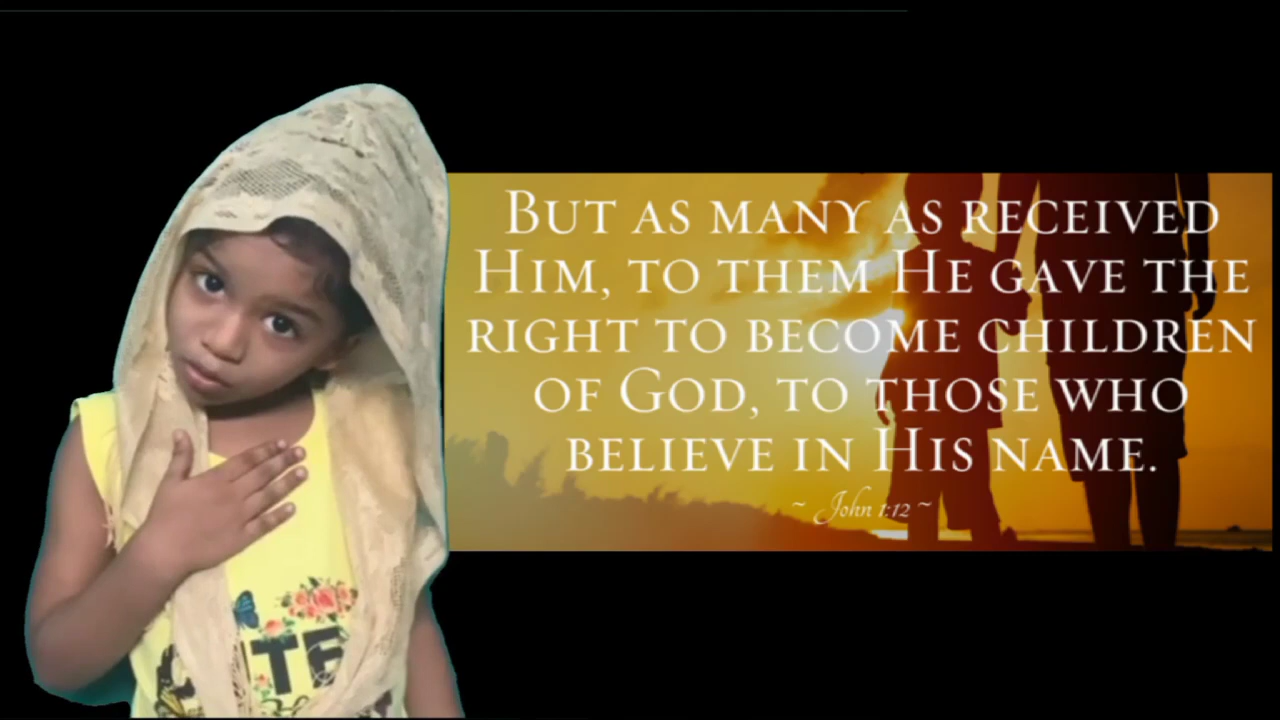 But as many as received
Him, to them He gave the
right to become children
of God, to those who
believe in His name.
~ John 1:12 ~